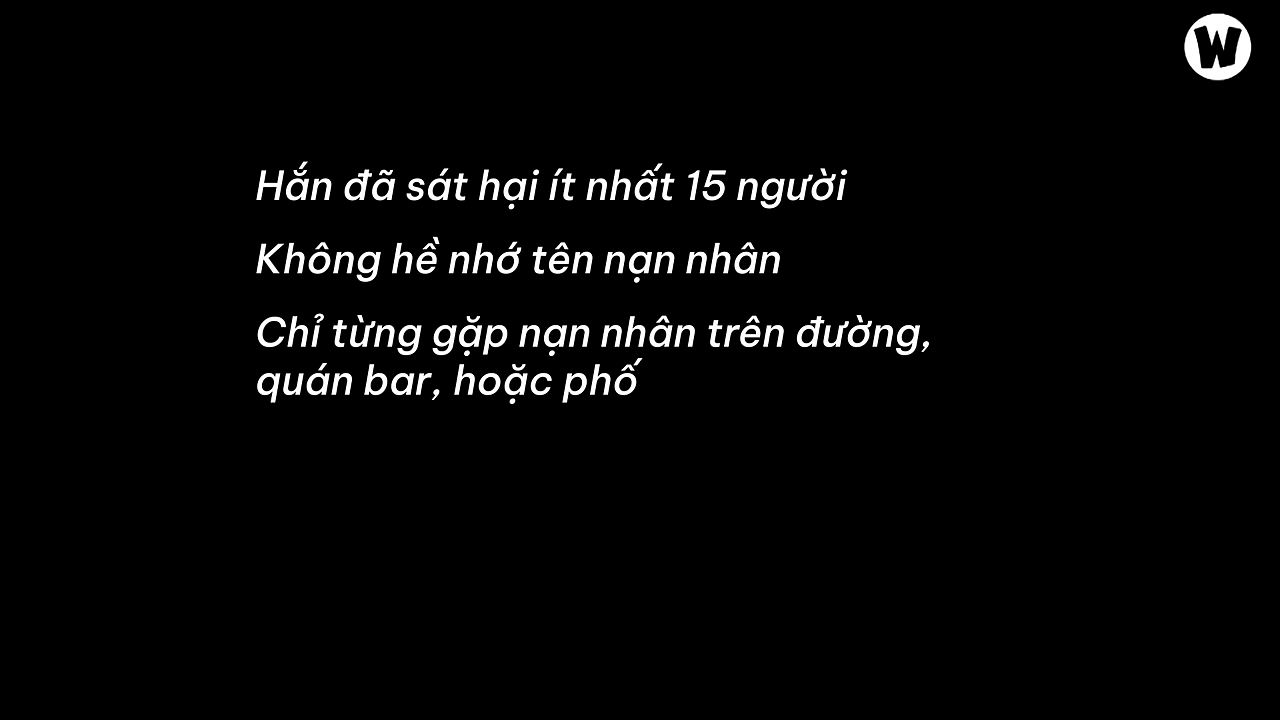 W
Hắn đã sát hại ít nhất 15 người
Không hề nhớ tên nạn nhân
Chỉ từng gặp nạn nhân trên đường,
quán bar, hoặc phố